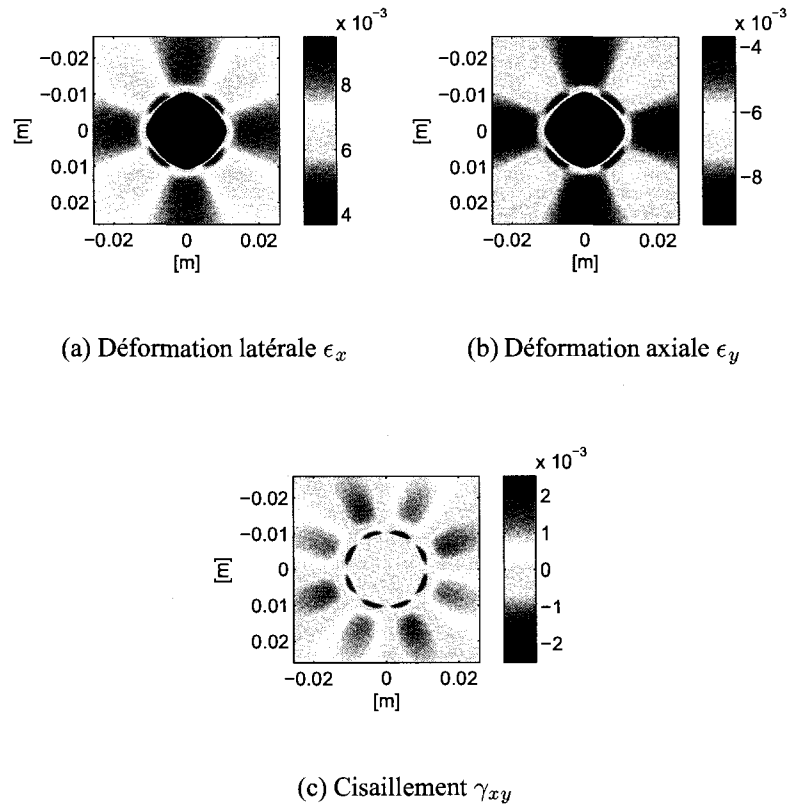 x 10⁻³
−0.02
−0.01
0
0.01
0.02
[m]
−0.02 0 0.02
[m]
8
6
4
x 10⁻³
−0.02
−0.01
0
0.01
0.02
[m]
−0.02 0 0.02
[m]
−4
−6
−8
(a) Déformation latérale ϵx
(b) Déformation axiale ϵy
x 10⁻³
−0.02
−0.01
0
0.01
0.02
[m]
−0.02 0 0.02
[m]
2
1
0
−1
−2
(c) Cisaillement γxy